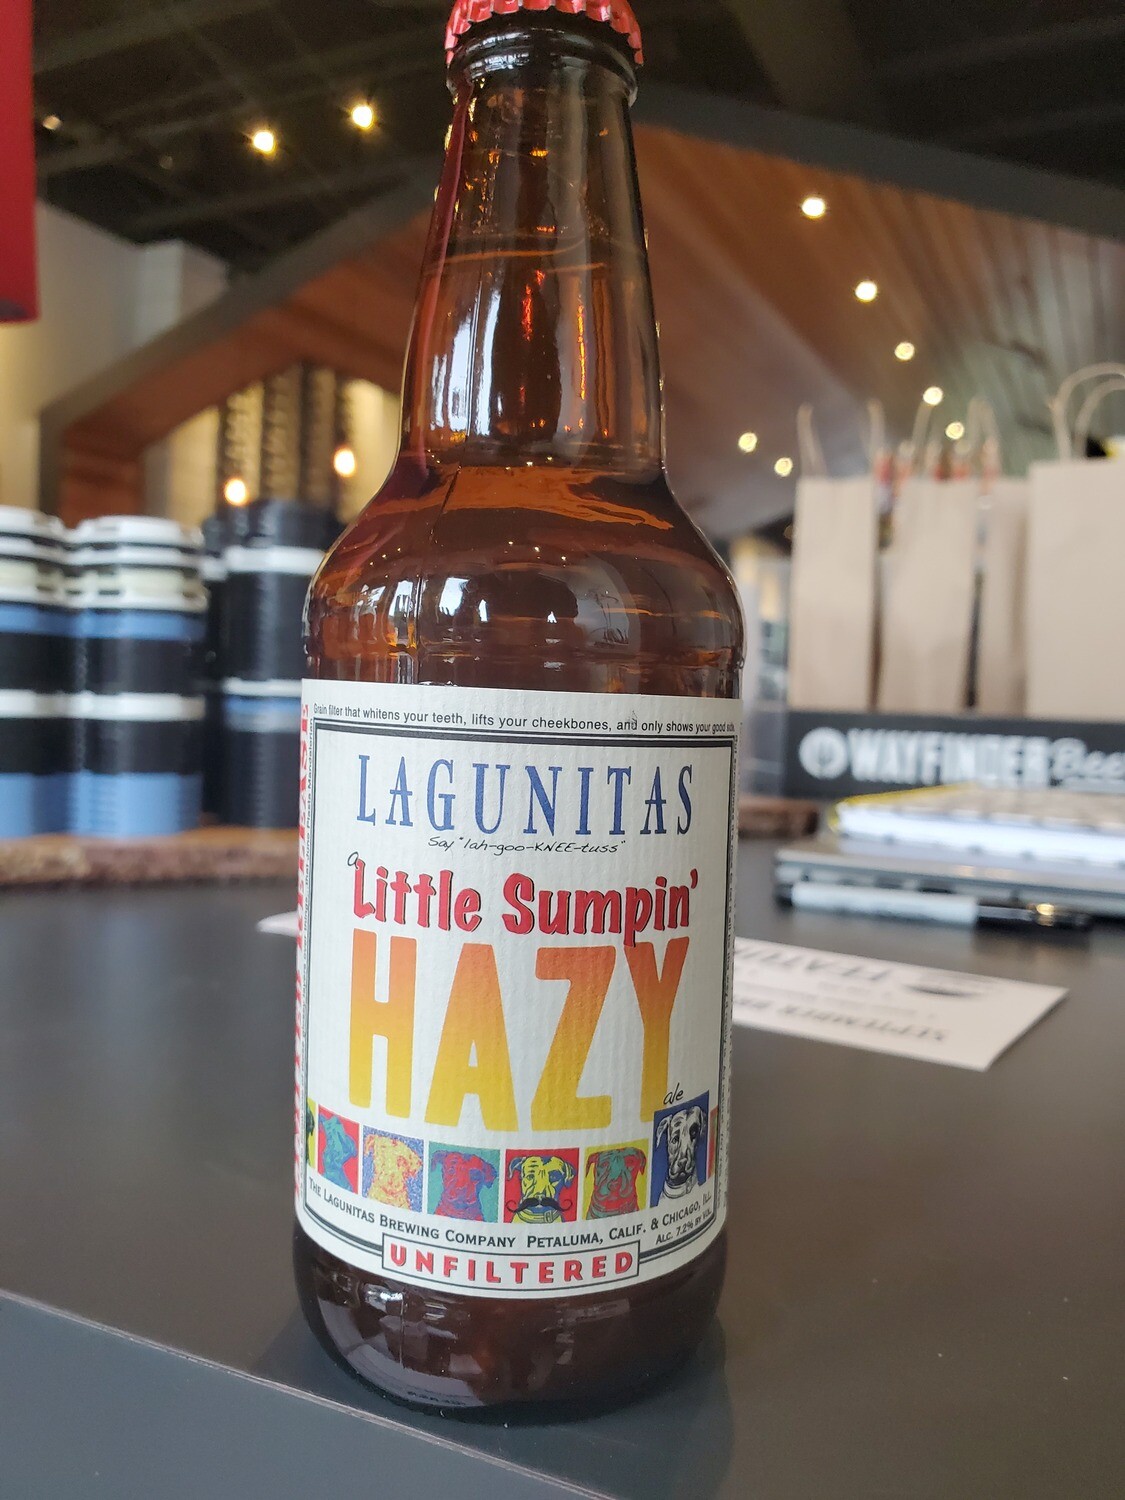 Grain filter that whitens your teeth, lifts your cheekbones, and only shows your good side.
LAGUNITAS
Say "lah-goo-KNEE-tuss"
a Little Sumpin'
HAZY
ale
THE LAGUNITAS BREWING COMPANY PETALUMA, CALIF. & CHICAGO, ILL
ALC. 7.2% BY VOL.
UNFILTERED
WAYFINDER Beer
SEPTEMBER